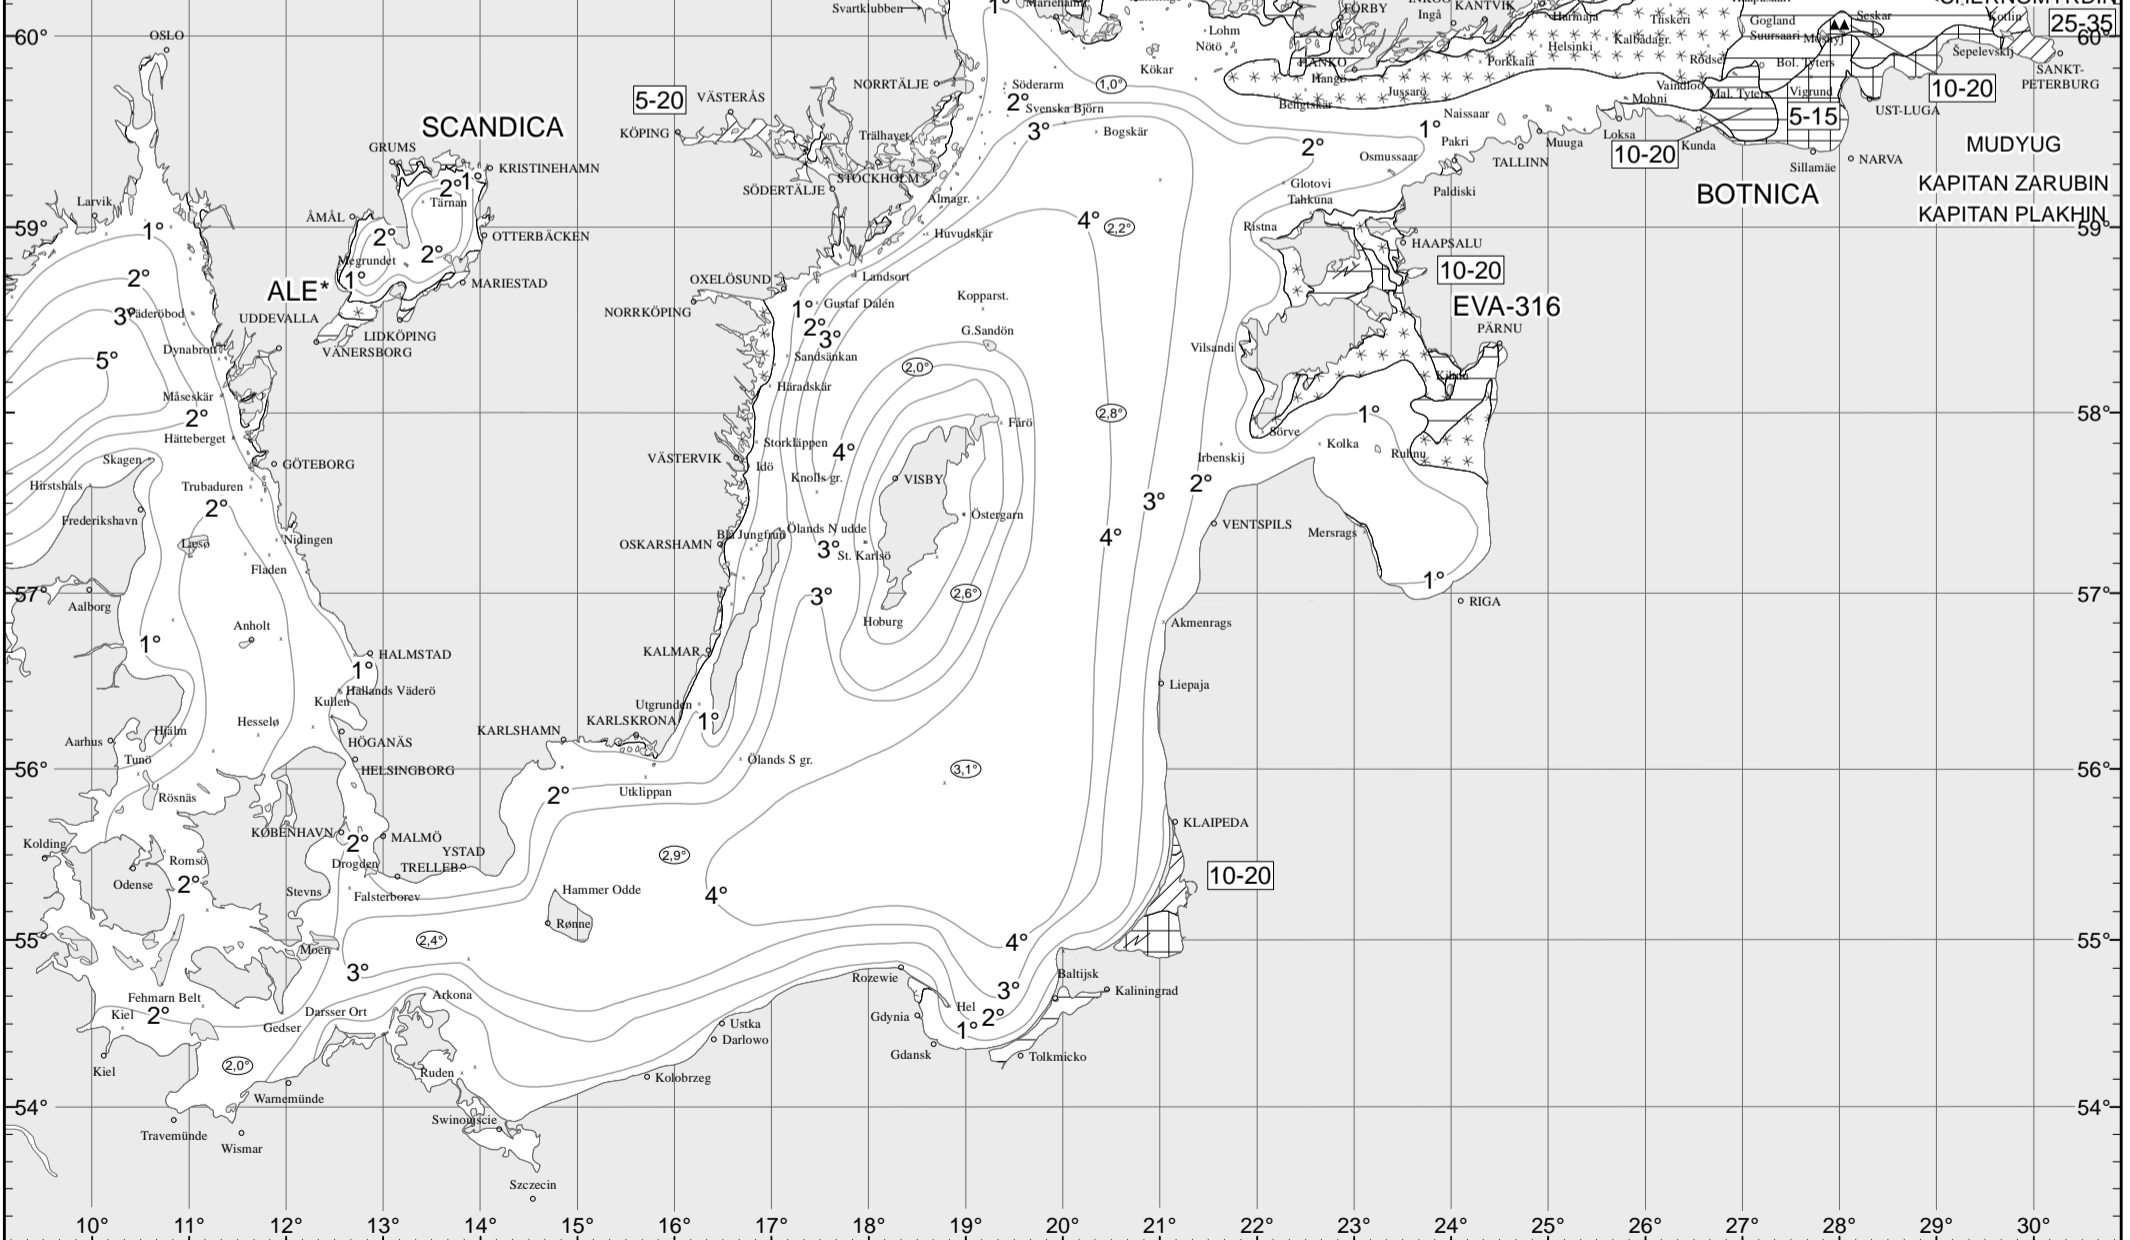 Svartklubben
1°
FÖRBY
Ingå
KANTVIK
Gogland
Suursaari
Seskar
Kotlin
25-35
60°
OSLO
Lohm
Nötö
Harmaja
Helsinki
Kalbådagr.
60°
Kökar
HANKO
Hangö
Porkkala
Bol. Tyters
Šepelevskij
SANKT-
PETERBURG
NORRTÄLJE
Söderarm
1,0°
Jussarö
Vaindloo
Mal. Tyters
Vigrund
10-20
5-20
VÄSTERÅS
2°
Svenska Björn
Bengtskär
Mohni
5-15
UST-LUGA
SCANDICA
KÖPING
Trälhavet
3°
Bogskär
Naissaar
1°
Pakri
Muuga
Loksa
Kunda
MUDYUG
GRUMS
KRISTINEHAMN
2°
Osmussaar
TALLINN
10-20
Sillamäe
NARVA
2°
1°
Tärnan
SÖDERTÄLJE
STOCKHOLM
Glotovi
Tahkuna
Paldiski
BOTNICA
KAPITAN ZARUBIN
Larvik
ÅMÅL
Almagr.
KAPITAN PLAKHIN
59°
1°
2°
OTTERBÄCKEN
Huvudskär
4°
2,2°
Ristna
HAAPSALU
59°
2°
Megrundet
2°
1°
MARIESTAD
OXELÖSUND
Landsort
10-20
ALE*
Kopparst.
EVA-316
3°
Väderöbod
UDDEVALLA
LIDKÖPING
VÄNERSBORG
NORRKÖPING
1°
Gustaf Dalén
2°
3°
G.Sandön
PÄRNU
5°
Dynabrott
Sandsänkan
Vilsandi
2,0°
Kihnu
Måseskär
Häradskär
2°
Färö
2,8°
1°
58°
Hätteberget
Storkläppen
4°
Sörve
Kolka
Ruhnu
Skagen
GÖTEBORG
VÄSTERVIK
Idö
Irbenskij
Hirstshals
Trubaduren
Knolls gr.
VISBY
2°
2°
3°
Frederikshavn
Östergarn
VENTSPILS
Læsø
Nidingen
OSKARSHAMN
Blå Jungfrun
Ölands N udde
3°
St. Karlsö
4°
Mersrags
Fladen
57°
Aalborg
3°
2,6°
1°
57°
RIGA
Anholt
Hoburg
Akmenrags
1°
HALMSTAD
KALMAR
1°
Hallands Väderö
Liepaja
Kullen
Utgrunden
Hesselø
KARLSKRONA
1°
Aarhus
Hjälm
HÖGANÄS
KARLSHAMN
Tunö
Ölands S gr.
56°
HELSINGBORG
3,1°
56°
Rösnäs
2°
Utklippan
KØBENHAVN
MALMÖ
KLAIPEDA
Kolding
2°
YSTAD
Romsö
Drogden
TRELLEB.
2,9°
10-20
Odense
2°
Stevns
Falsterborev
Hammer Odde
4°
Rønne
55°
Moen
2,4°
4°
55°
3°
Rozewie
Baltijsk
Fehmarn Belt
Arkona
3°
Kaliningrad
Kiel
2°
Gedser
Darsser Ort
Hel
Gdynia
1°
2°
Ustka
Darlowo
Gdansk
Tolkmicko
Kiel
2,0°
Ruden
Kolobrzeg
Warnemünde
54°
Swinoujscie
54°
Travemünde
Wismar
Szczecin
10° 11° 12° 13° 14° 15° 16° 17° 18° 19° 20° 21° 22° 23° 24° 25° 26° 27° 28° 29° 30°